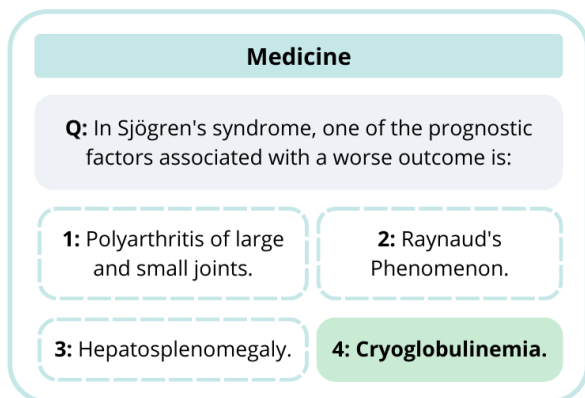 Medicine
Q: In Sjögren's syndrome, one of the prognostic
factors associated with a worse outcome is:
1: Polyarthritis of large
and small joints.
2: Raynaud's
Phenomenon.
3: Hepatosplenomegaly.
4: Cryoglobulinemia.